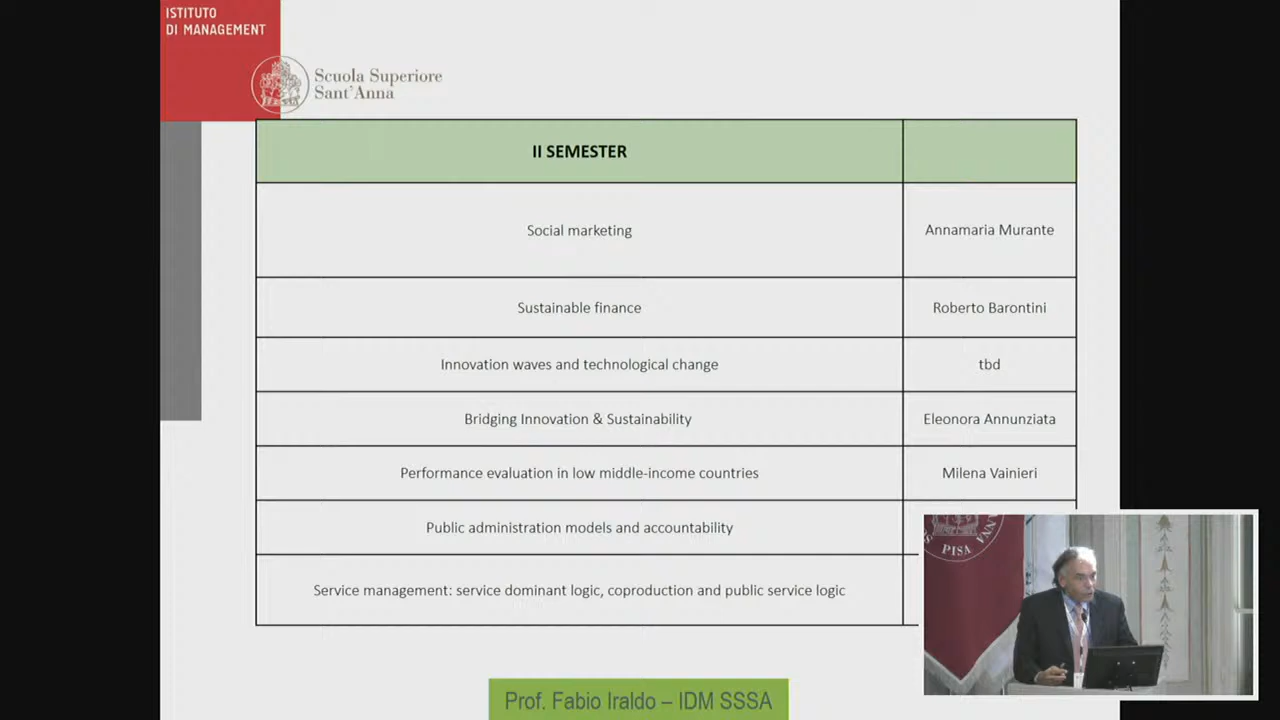 ISTITUTO
DI MANAGEMENT
Scuola Superiore
Sant'Anna
II SEMESTER
Social marketing
Annamaria Murante
Sustainable finance
Roberto Barontini
Innovation waves and technological change
tbd
Bridging Innovation & Sustainability
Eleonora Annunziata
Performance evaluation in low middle-income countries
Milena Vainieri
Public administration models and accountability
Service management: service dominant logic, coproduction and public service logic
PISA
Prof. Fabio Iraldo – IDM SSSA